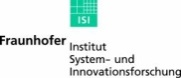 ISI
Fraunhofer Institut
System- und
Innovationsforschung